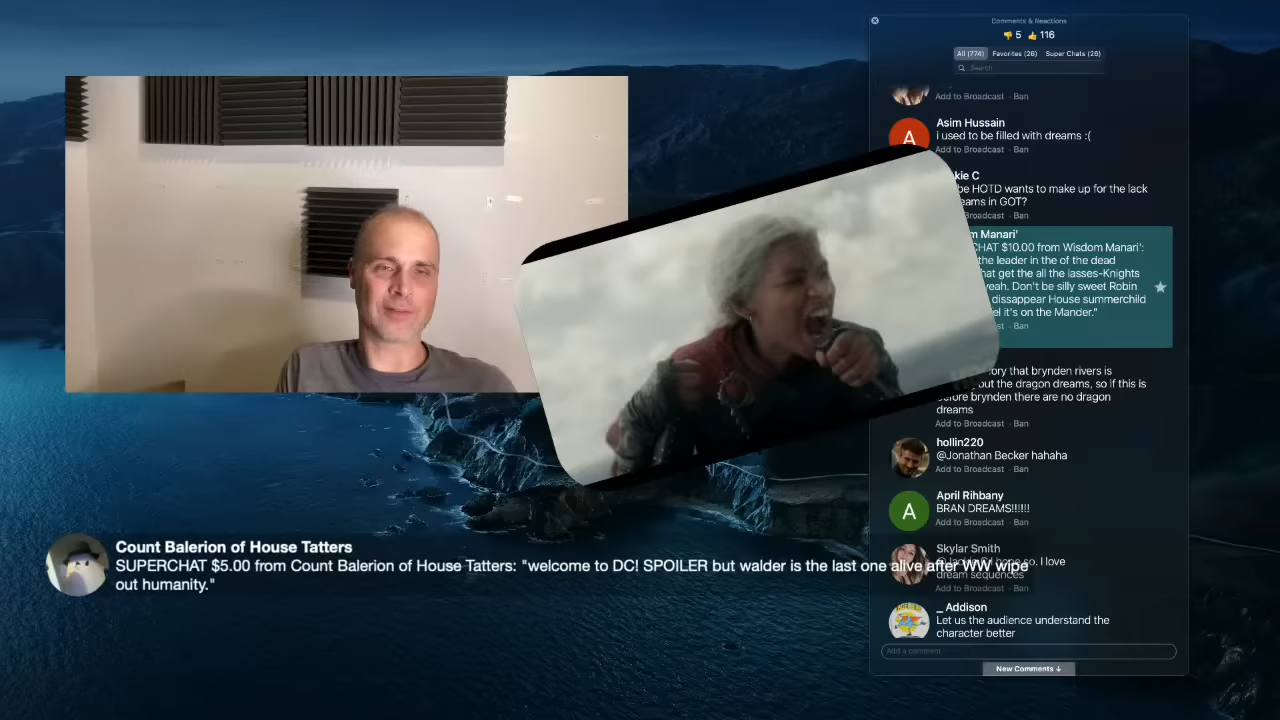 Comments & Reactions
👎 5 👍 116
All (774) Favorites (26) Super Chats (26)
Search
Add to Broadcast · Ban
Asim Hussain
A
i used to be filled with dreams :(
Add to Broadcast · Ban
kie C
be HOTD wants to make up for the lack
eams in GOT?
Add to Broadcast · Ban
m Manari'
CHAT $10.00 from Wisdom Manari':
the leader in the of the dead
hat get the all the lasses-Knights
yeah. Don't be silly sweet Robin
dissappear House summerchild
el it's on the Mander."
st · Ban
ory that brynden rivers is
out the dragon dreams, so if this is
before brynden there are no dragon
dreams
Add to Broadcast · Ban
hollin220
@Jonathan Becker hahaha
Add to Broadcast · Ban
April Rihbany
A
BRAN DREAMS!!!!!!
Add to Broadcast · Ban
Skylar Smith
so. I love
dream sequences
Add to Broadcast · Ban
_ Addison
Let us the audience understand the
character better
Add a comment
New Comments ↓
Count Balerion of House Tatters
SUPERCHAT $5.00 from Count Balerion of House Tatters: "welcome to DC! SPOILER but walder is the last one alive after WW wipe
out humanity."